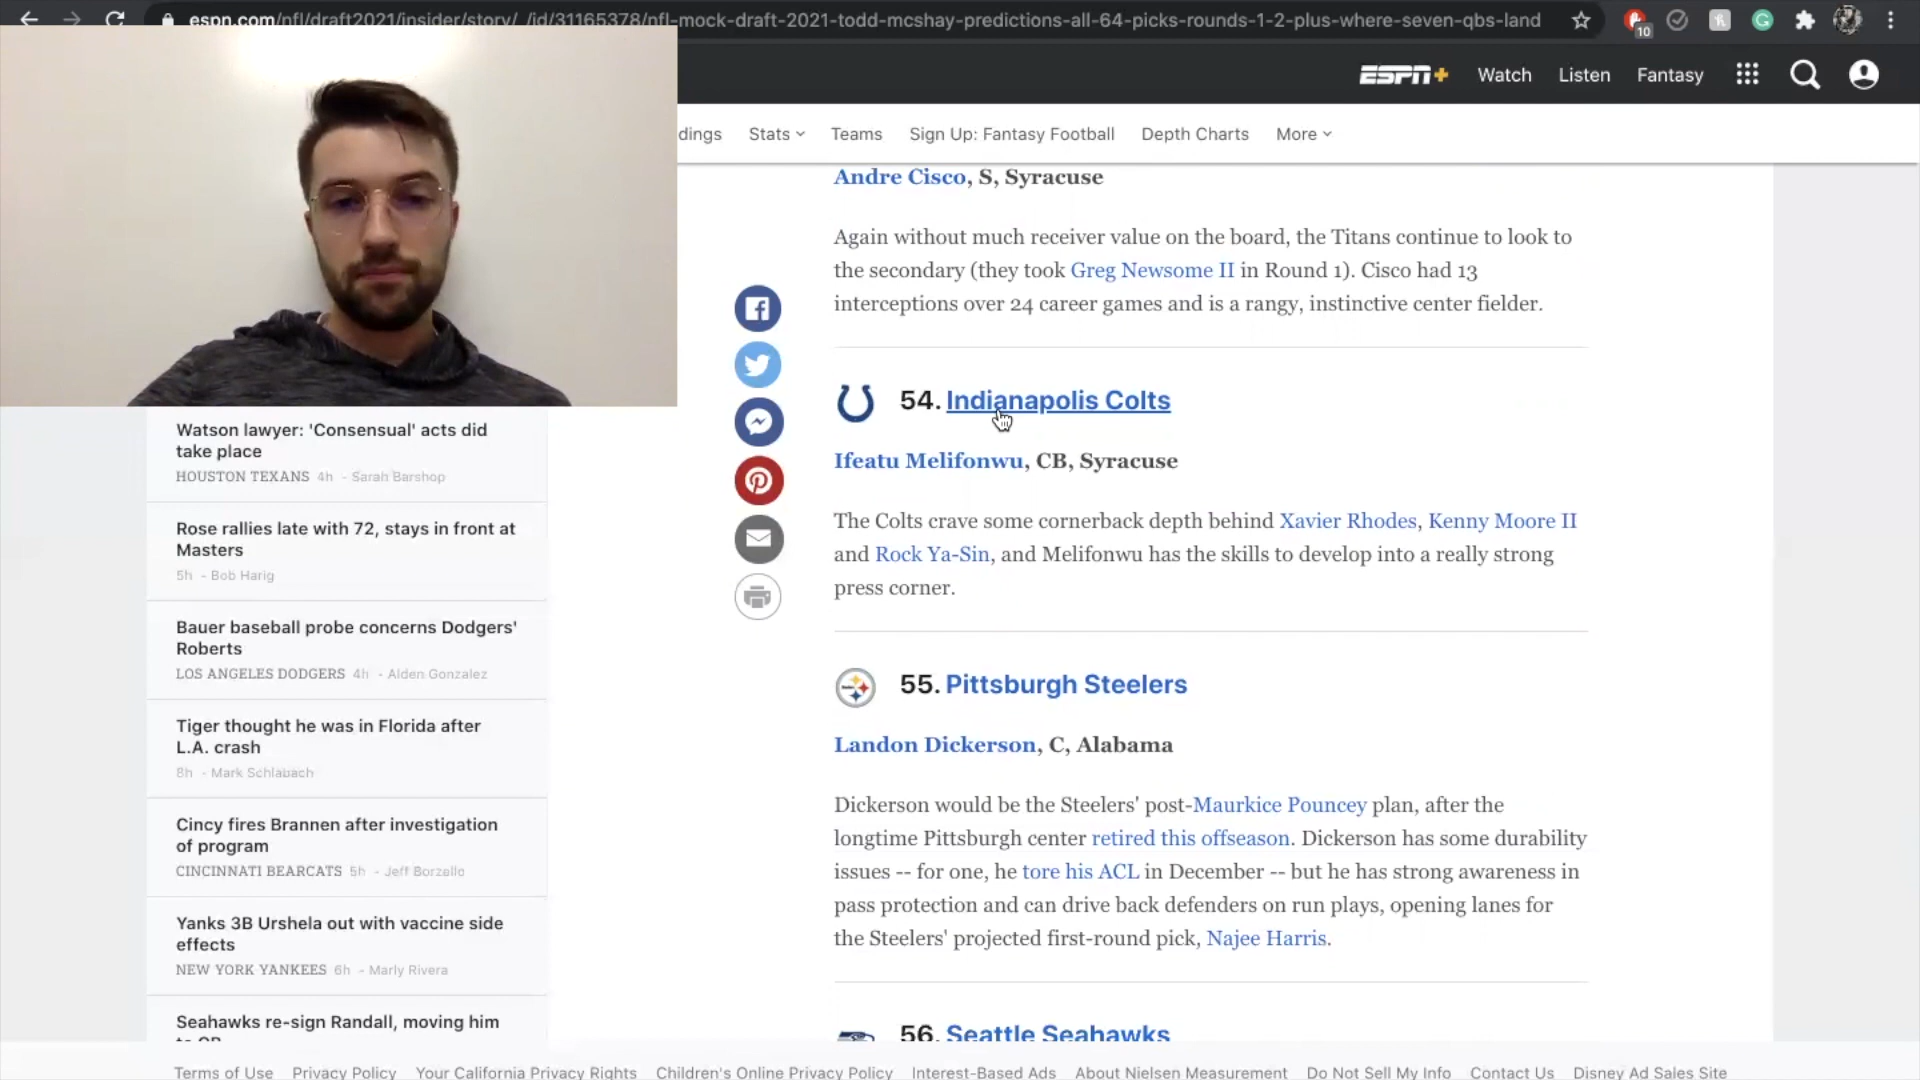 espn.com/nfl/draft2021/insider/story/_/id/31165378/nfl-mock-draft-2021-todd-mcshay-predictions-all-64-picks-rounds-1-2-plus-where-seven-qbs-land
10
ESPN+ Watch Listen Fantasy
dings Stats Teams Sign Up: Fantasy Football Depth Charts More
Andre Cisco, S, Syracuse
Again without much receiver value on the board, the Titans continue to look to
the secondary (they took Greg Newsome II in Round 1). Cisco had 13
interceptions over 24 career games and is a rangy, instinctive center fielder.
54. Indianapolis Colts
Ifeatu Melifonwu, CB, Syracuse
The Colts crave some cornerback depth behind Xavier Rhodes, Kenny Moore II
and Rock Ya-Sin, and Melifonwu has the skills to develop into a really strong
press corner.
55. Pittsburgh Steelers
Landon Dickerson, C, Alabama
Dickerson would be the Steelers' post-Maurkice Pouncey plan, after the
longtime Pittsburgh center retired this offseason. Dickerson has some durability
issues -- for one, he tore his ACL in December -- but he has strong awareness in
pass protection and can drive back defenders on run plays, opening lanes for
the Steelers' projected first-round pick, Najee Harris.
56. Seattle Seahawks
Watson lawyer: 'Consensual' acts did
take place
HOUSTON TEXANS 4h - Sarah Barshop
Rose rallies late with 72, stays in front at
Masters
5h - Bob Harig
Bauer baseball probe concerns Dodgers'
Roberts
LOS ANGELES DODGERS 4h - Alden Gonzalez
Tiger thought he was in Florida after
L.A. crash
8h - Mark Schlabach
Cincy fires Brannen after investigation
of program
CINCINNATI BEARCATS 5h - Jeff Borzello
Yanks 3B Urshela out with vaccine side
effects
NEW YORK YANKEES 6h - Marly Rivera
Seahawks re-sign Randall, moving him
to CB
Terms of Use Privacy Policy Your California Privacy Rights Children's Online Privacy Policy Interest-Based Ads About Nielsen Measurement Do Not Sell My Info Contact Us Disney Ad Sales Site